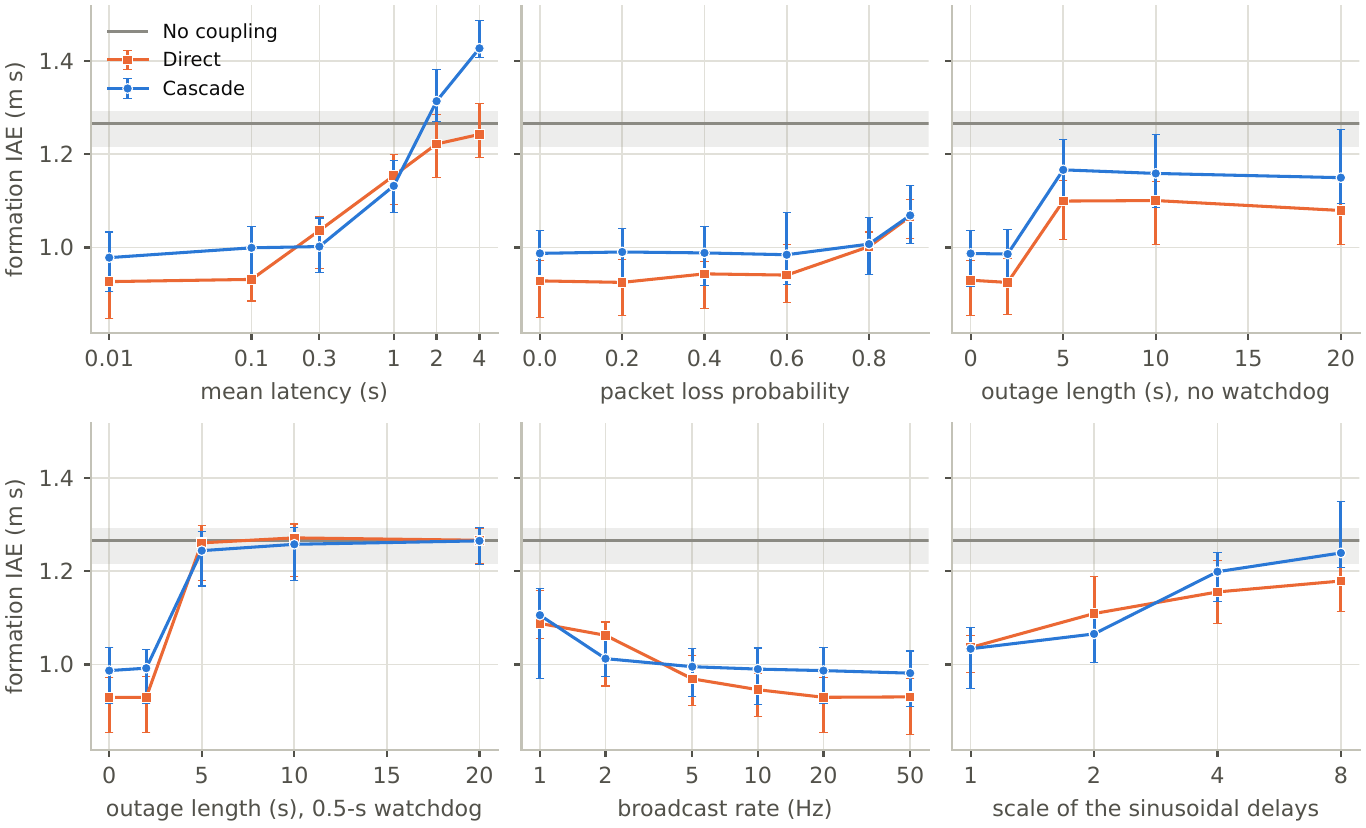 formation IAE (m s)
1.4
1.2
1.0
No coupling
Direct
Cascade
0.01 0.1 0.3 1 2 4
mean latency (s)
0.0 0.2 0.4 0.6 0.8
packet loss probability
0 5 10 15 20
outage length (s), no watchdog
formation IAE (m s)
1.4
1.2
1.0
0 5 10 15 20
outage length (s), 0.5-s watchdog
1 2 5 10 20 50
broadcast rate (Hz)
1 2 4 8
scale of the sinusoidal delays